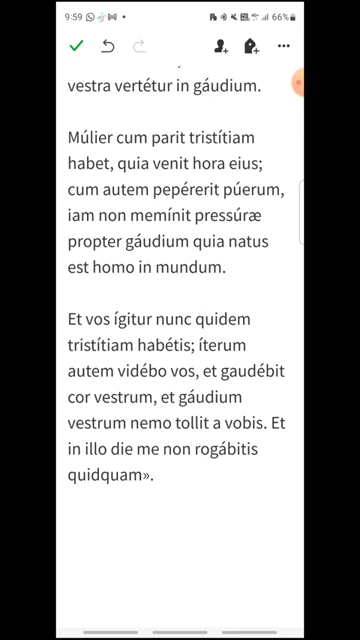 9:59
66%
vestra vertétur in gáudium.
Múlier cum parit tristítiam
habet, quia venit hora eius;
cum autem pepérerit púerum,
iam non memínit pressúræ
propter gáudium quia natus
est homo in mundum.
Et vos ígitur nunc quidem
tristítiam habétis; íterum
autem vidébo vos, et gaudébit
cor vestrum, et gáudium
vestrum nemo tollit a vobis. Et
in illo die me non rogábitis
quidquam».